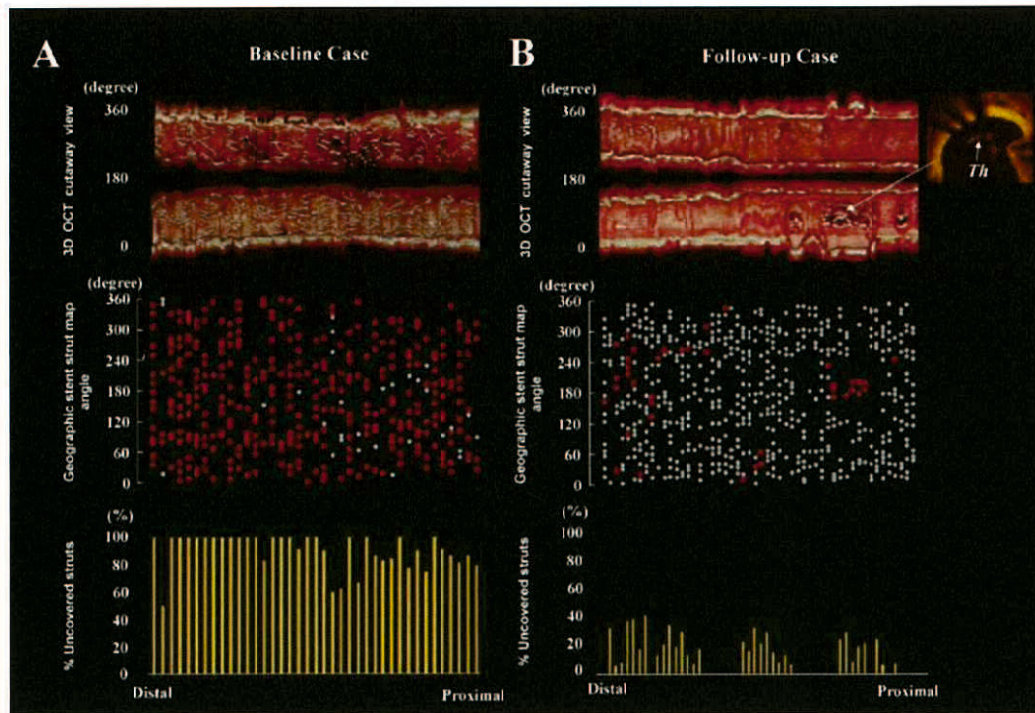 A
Baseline Case
(degree)
3D OCT cutaway view
360
180
0
(degree)
Geographic stent strut map
angle
360
300
240
180
120
60
0
(%)
% Uncovered struts
100
80
60
40
20
0
Distal
Proximal
B
Follow-up Case
(degree)
3D OCT cutaway view
360
180
0
Th
(degree)
Geographic stent strut map
angle
360
300
240
180
120
60
0
(%)
% Uncovered struts
100
80
60
40
20
0
Distal
Proximal